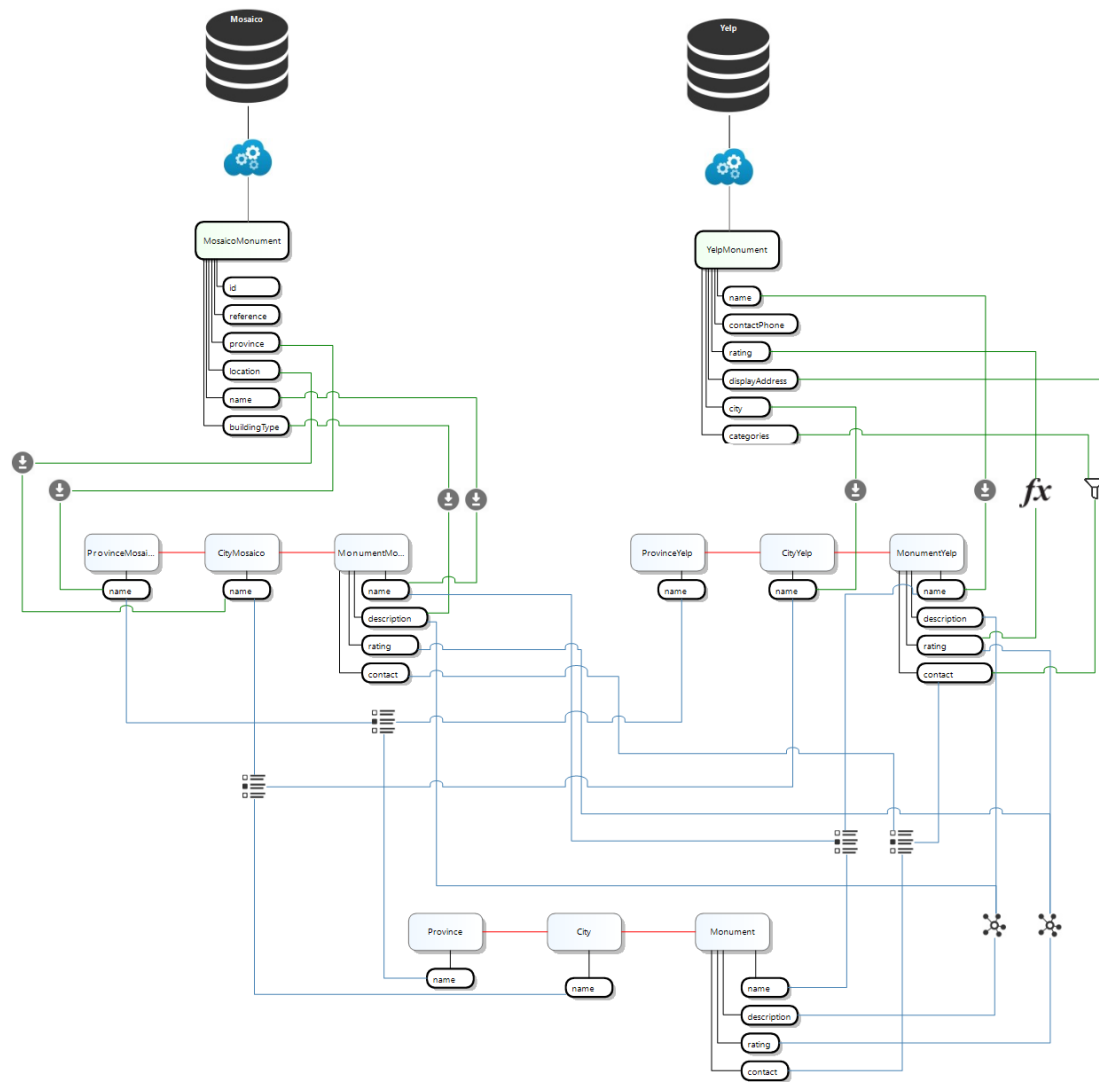 Mosaico
Yelp
MosaicoMonument
id
reference
province
location
name
buildingType
YelpMonument
name
contactPhone
rating
displayAddress
city
categories
fx
ProvinceMosai...
CityMosaico
MonumentMo...
name
name
name
description
rating
contact
ProvinceYelp
CityYelp
MonumentYelp
name
name
name
description
rating
contact
Province
City
Monument
name
name
name
description
rating
contact